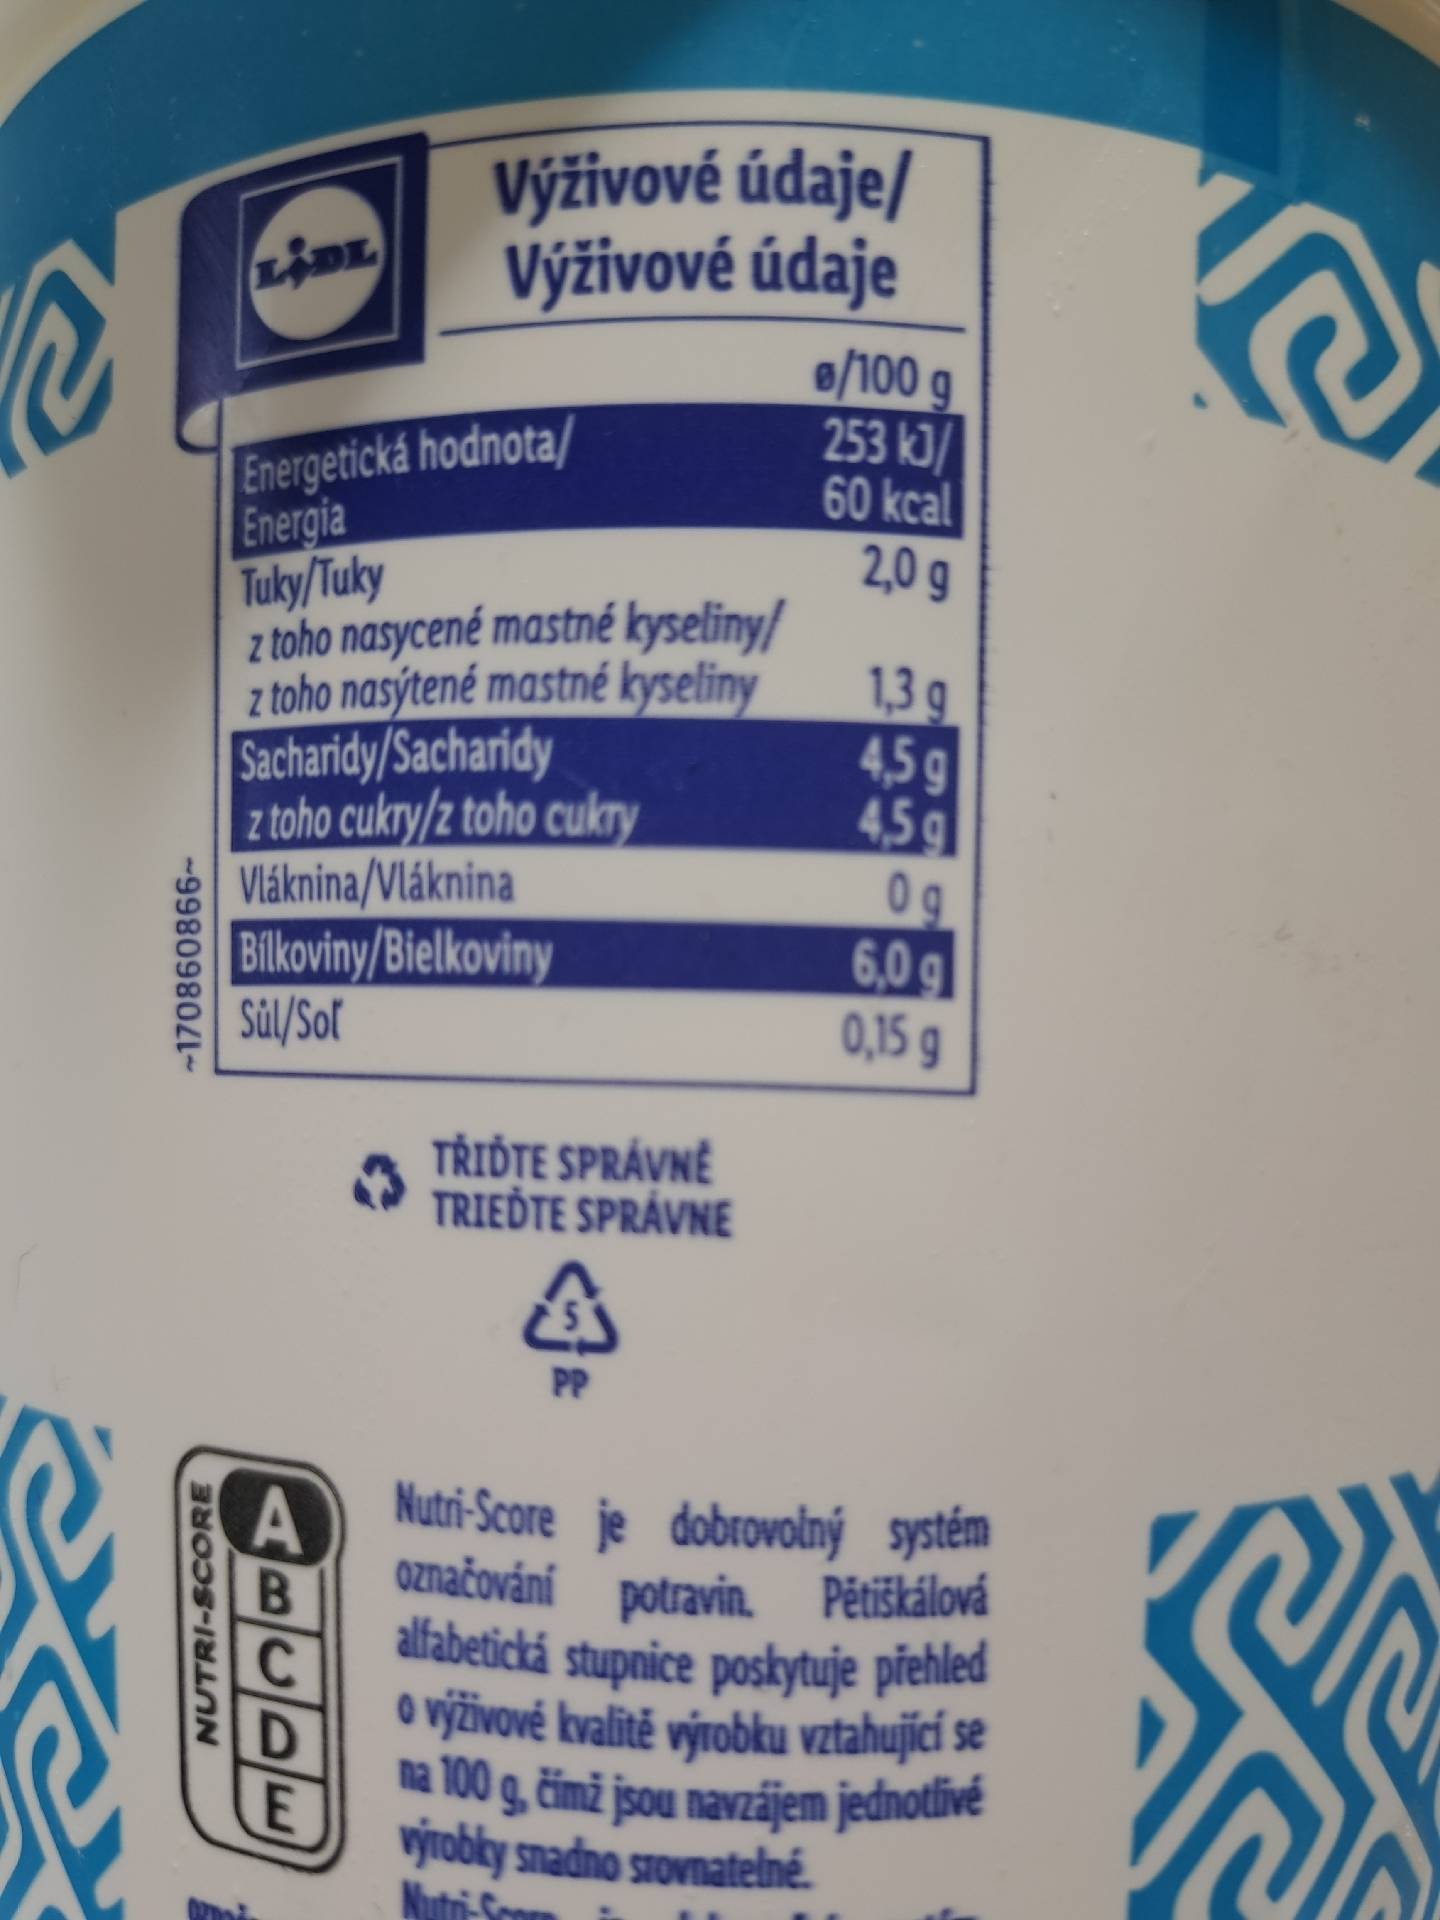 LIDL
Výživové údaje/
Výživové údaje
ø/100 g
Energetická hodnota/ 253 kJ/
Energia 60 kcal
Tuky/Tuky 2,0 g
z toho nasycené mastné kyseliny/
z toho nasýtené mastné kyseliny 1,3 g
Sacharidy/Sacharidy 4,5 g
z toho cukry/z toho cukry 4,5 g
Vláknina/Vláknina 0 g
Bílkoviny/Bielkoviny 6,0 g
Sůl/Soľ 0,15 g
~170860866~
TŘIĎTE SPRÁVNĚ
TRIEĎTE SPRÁVNE
5
PP
NUTRI-SCORE
A
B
C
D
E
Nutri-Score je dobrovolný systém
označování potravin. Pětiškálová
alfabetická stupnice poskytuje přehled
o výživové kvalitě výrobku vztahující se
na 100 g, čímž jsou navzájem jednotlivé
výrobky snadno srovnatelné.
Nutri-Score je